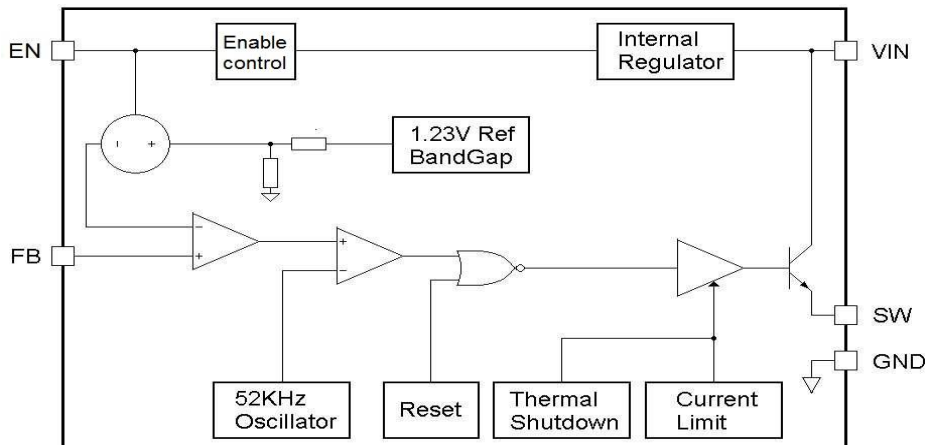 EN
Enable
control
Internal
Regulator
VIN
- +
1.23V Ref
BandGap
-
+
FB
+
-
SW
GND
52KHz
Oscillator
Reset
Thermal
Shutdown
Current
Limit